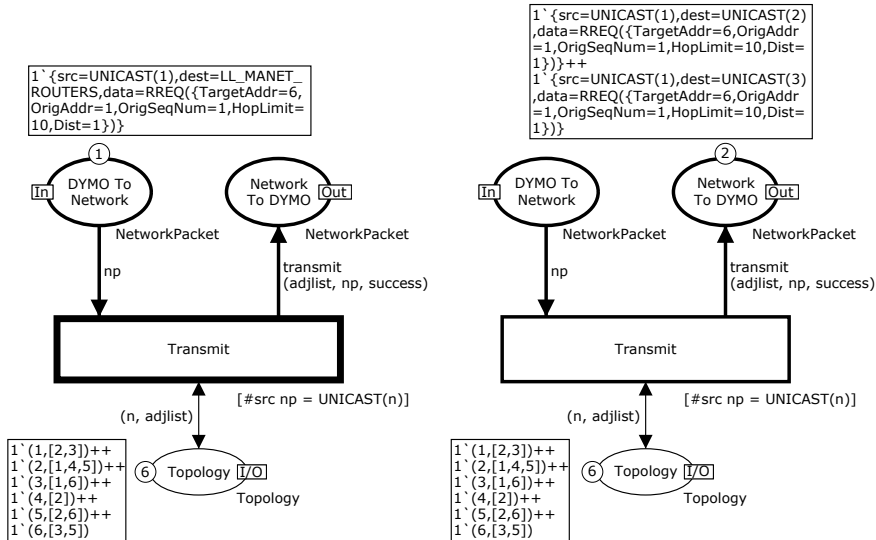 1`{src=UNICAST(1),dest=LL_MANET_
ROUTERS,data=RREQ({TargetAddr=6,
OrigAddr=1,OrigSeqNum=1,HopLimit=
10,Dist=1})}
1
DYMO To
Network
In
NetworkPacket
Network
To DYMO
Out
NetworkPacket
np
transmit
(adjlist, np, success)
Transmit
[#src np = UNICAST(n)]
(n, adjlist)
1`(1,[2,3])++
1`(2,[1,4,5])++
1`(3,[1,6])++
1`(4,[2])++
1`(5,[2,6])++
1`(6,[3,5])
6
Topology
I/O
Topology
1`{src=UNICAST(1),dest=UNICAST(2)
,data=RREQ({TargetAddr=6,OrigAddr
=1,OrigSeqNum=1,HopLimit=10,Dist=
1})}++
1`{src=UNICAST(1),dest=UNICAST(3)
,data=RREQ({TargetAddr=6,OrigAddr
=1,OrigSeqNum=1,HopLimit=10,Dist=
1})}
DYMO To
Network
In
NetworkPacket
2
Network
To DYMO
Out
NetworkPacket
np
transmit
(adjlist, np, success)
Transmit
[#src np = UNICAST(n)]
(n, adjlist)
1`(1,[2,3])++
1`(2,[1,4,5])++
1`(3,[1,6])++
1`(4,[2])++
1`(5,[2,6])++
1`(6,[3,5])
6
Topology
I/O
Topology